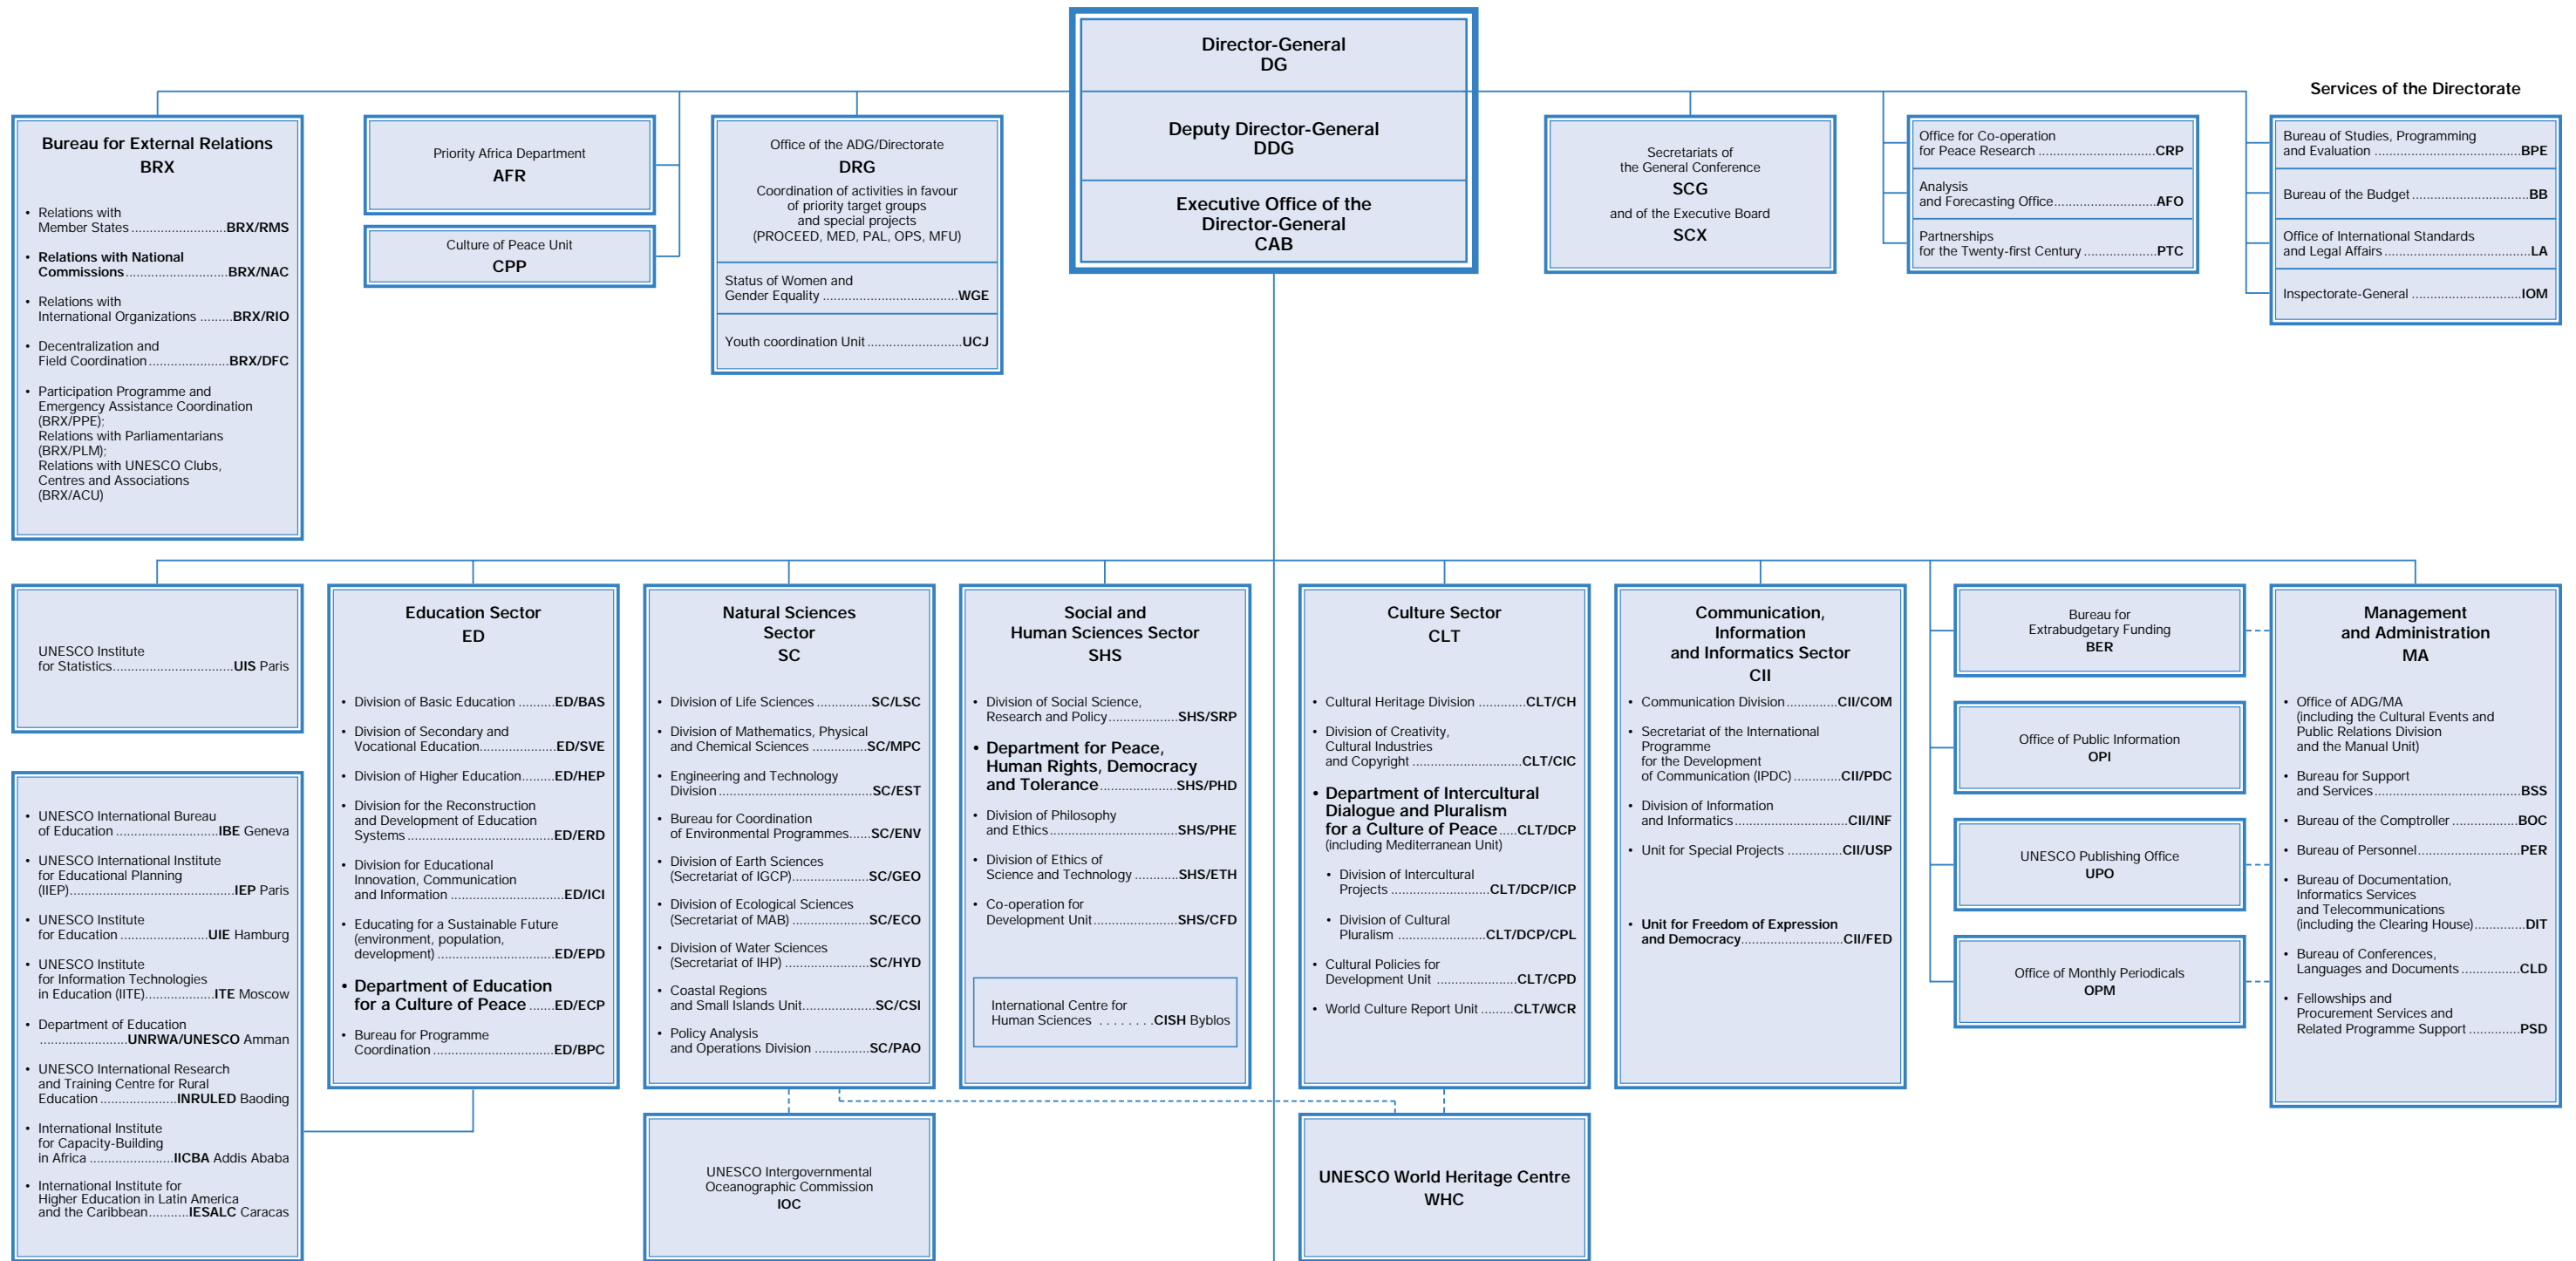 Director-General
DG
Deputy Director-General
DDG
Executive Office of the
Director-General
CAB
Services of the Directorate
Bureau for External Relations
BRX
• Relations with
Member States ..........................BRX/RMS
• Relations with National
Commissions............................BRX/NAC
• Relations with
International Organizations .........BRX/RIO
• Decentralization and
Field Coordination......................BRX/DFC
• Participation Programme and
Emergency Assistance Coordination
(BRX/PPE);
Relations with Parliamentarians
(BRX/PLM);
Relations with UNESCO Clubs,
Centres and Associations
(BRX/ACU)
Priority Africa Department
AFR
Culture of Peace Unit
CPP
Office of the ADG/Directorate
DRG
Coordination of activities in favour
of priority target groups
and special projects
(PROCEED, MED, PAL, OPS, MFU)
Status of Women and
Gender Equality .....................................WGE
Youth coordination Unit..........................UCJ
Secretariats of
the General Conference
SCG
and of the Executive Board
SCX
Office for Co-operation
for Peace Research ................................CRP
Analysis
and Forecasting Office............................AFO
Partnerships
for the Twenty-first Century ....................PTC
Bureau of Studies, Programming
and Evaluation ........................................BPE
Bureau of the Budget ................................BB
Office of International Standards
and Legal Affairs ........................................LA
Inspectorate-General ..............................IOM
UNESCO Institute
for Statistics.................................UIS Paris
• UNESCO International Bureau
of Education ............................IBE Geneva
• UNESCO International Institute
for Educational Planning
(IIEP).............................................IEP Paris
• UNESCO Institute
for Education ........................UIE Hamburg
• UNESCO Institute
for Information Technologies
in Education (IITE)...................ITE Moscow
• Department of Education
........................UNRWA/UNESCO Amman
• UNESCO International Research
and Training Centre for Rural
Education .....................INRULED Baoding
• International Institute
for Capacity-Building
in Africa .......................IICBA Addis Ababa
• International Institute for
Higher Education in Latin America
and the Caribbean...........IESALC Caracas
Education Sector
ED
• Division of Basic Education .........ED/BAS
• Division of Secondary and
Vocational Education.....................ED/SVE
• Division of Higher Education.........ED/HEP
• Division for the Reconstruction
and Development of Education
Systems .......................................ED/ERD
• Division for Educational
Innovation, Communication
and Information ...............................ED/ICI
• Educating for a Sustainable Future
(environment, population,
development) ................................ED/EPD
• Department of Education
for a Culture of Peace .......ED/ECP
• Bureau for Programme
Coordination .................................ED/BPC
Natural Sciences
Sector
SC
• Division of Life Sciences ...............SC/LSC
• Division of Mathematics, Physical
and Chemical Sciences ...............SC/MPC
• Engineering and Technology
Division ..........................................SC/EST
• Bureau for Coordination
of Environmental Programmes......SC/ENV
• Division of Earth Sciences
(Secretariat of IGCP).....................SC/GEO
• Division of Ecological Sciences
(Secretariat of MAB) .....................SC/ECO
• Division of Water Sciences
(Secretariat of IHP) .......................SC/HYD
• Coastal Regions
and Small Islands Unit....................SC/CSI
• Policy Analysis
and Operations Division ...............SC/PAO
Social and
Human Sciences Sector
SHS
• Division of Social Science,
Research and Policy...................SHS/SRP
• Department for Peace,
Human Rights, Democracy
and Tolerance.....................SHS/PHD
• Division of Philosophy
and Ethics...................................SHS/PHE
• Division of Ethics of
Science and Technology ............SHS/ETH
• Co-operation for
Development Unit.......................SHS/CFD
International Centre for
Human Sciences . . . . . . . .CISH Byblos
Culture Sector
CLT
• Cultural Heritage Division .............CLT/CH
• Division of Creativity,
Cultural Industries
and Copyright ..............................CLT/CIC
• Department of Intercultural
Dialogue and Pluralism
for a Culture of Peace.....CLT/DCP
(including Mediterranean Unit)
• Division of Intercultural
Projects ...........................CLT/DCP/ICP
• Division of Cultural
Pluralism ........................CLT/DCP/CPL
• Cultural Policies for
Development Unit ......................CLT/CPD
• World Culture Report Unit .........CLT/WCR
Communication,
Information
and Informatics Sector
CII
• Communication Division..............CII/COM
• Secretariat of the International
Programme
for the Development
of Communication (IPDC) .............CII/PDC
• Division of Information
and Informatics...............................CII/INF
• Unit for Special Projects ...............CII/USP
• Unit for Freedom of Expression
and Democracy............................CII/FED
Bureau for
Extrabudgetary Funding
BER
Office of Public Information
OPI
UNESCO Publishing Office
UPO
Office of Monthly Periodicals
OPM
Management
and Administration
MA
• Office of ADG/MA
(including the Cultural Events and
Public Relations Division
and the Manual Unit)
• Bureau for Support
and Services.......................................BSS
• Bureau of the Comptroller ..................BOC
• Bureau of Personnel............................PER
• Bureau of Documentation,
Informatics Services
and Telecommunications
(including the Clearing House)..............DIT
• Bureau of Conferences,
Languages and Documents ................CLD
• Fellowships and
Procurement Services and
Related Programme Support ..............PSD
UNESCO Intergovernmental
Oceanographic Commission
IOC
UNESCO World Heritage Centre
WHC